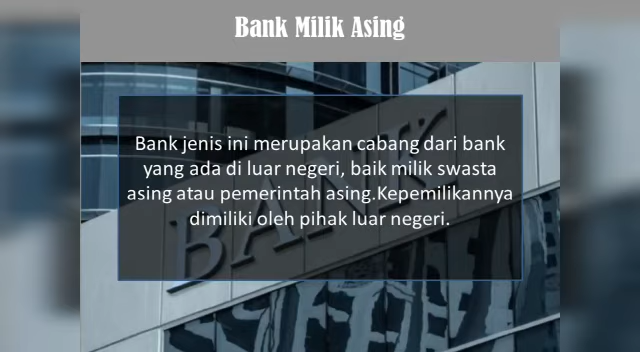 Bank Milik Asing
Bank jenis ini merupakan cabang dari bank
yang ada di luar negeri, baik milik swasta
asing atau pemerintah asing.Kepemilikannya
dimiliki oleh pihak luar negeri.
BANK